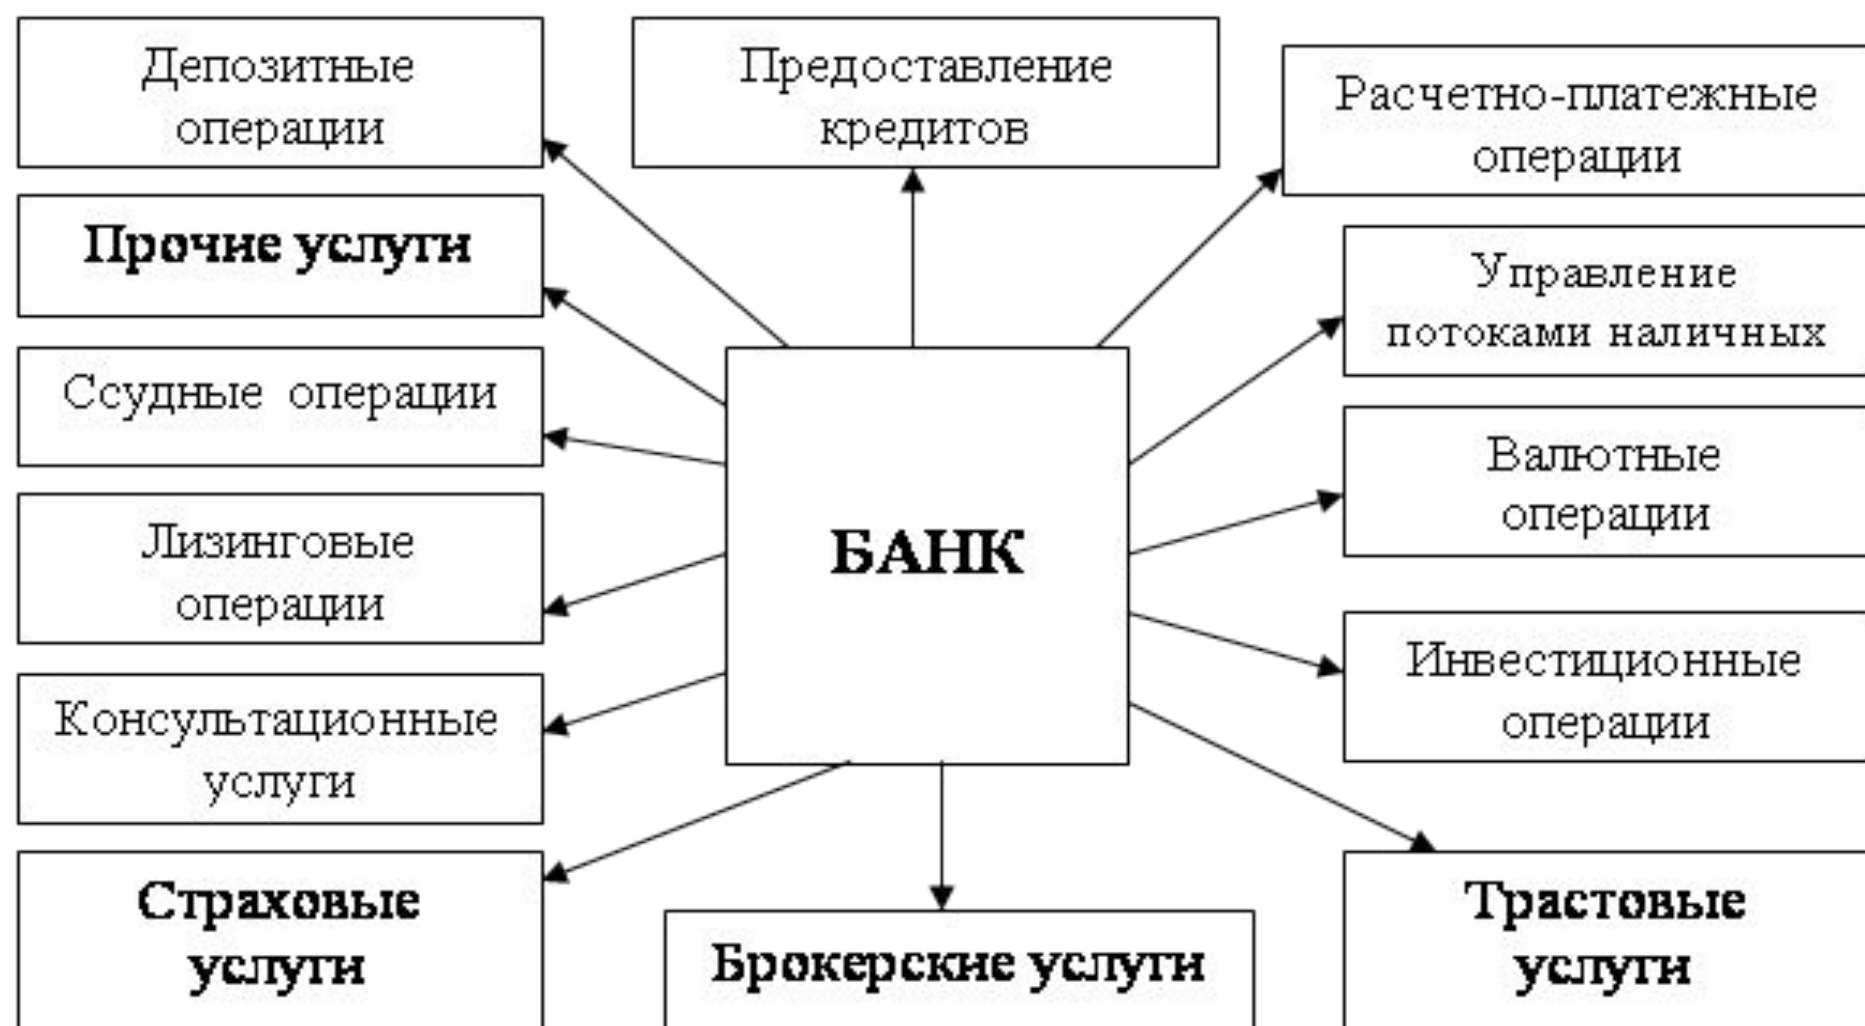 Депозитные
операции
Предоставление
кредитов
Расчетно-платежные
операции
Прочие услуги
Управление
потоками наличных
Ссудные операции
Валютные
операции
Лизинговые
операции
БАНК
Инвестиционные
операции
Консультационные
услуги
Страховые
услуги
Брокерские услуги
Трастовые
услуги